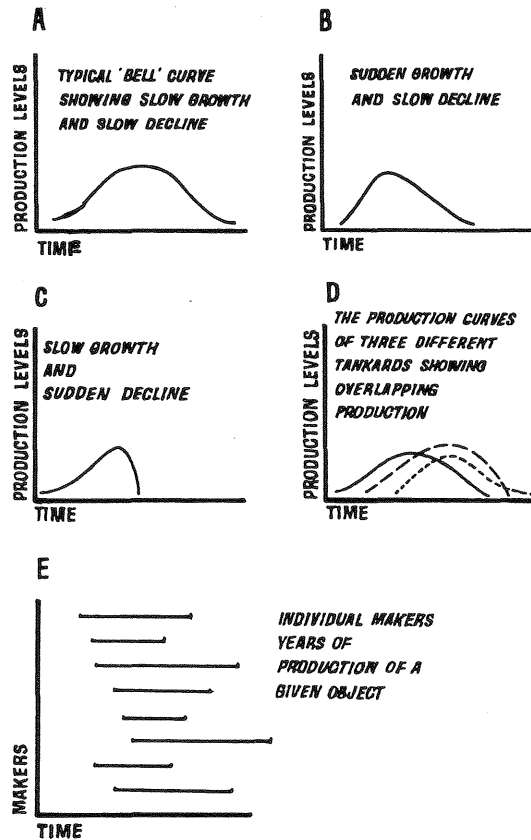 A
PRODUCTION LEVELS
TYPICAL 'BELL' CURVE
SHOWING SLOW GROWTH
AND SLOW DECLINE
TIME
B
PRODUCTION LEVELS
SUDDEN GROWTH
AND SLOW DECLINE
TIME
C
PRODUCTION LEVELS
SLOW GROWTH
AND
SUDDEN DECLINE
TIME
D
PRODUCTION LEVELS
THE PRODUCTION CURVES
OF THREE DIFFERENT
TANKARDS SHOWING
OVERLAPPING
PRODUCTION
TIME
E
MAKERS
INDIVIDUAL MAKERS
YEARS OF
PRODUCTION OF A
GIVEN OBJECT
TIME